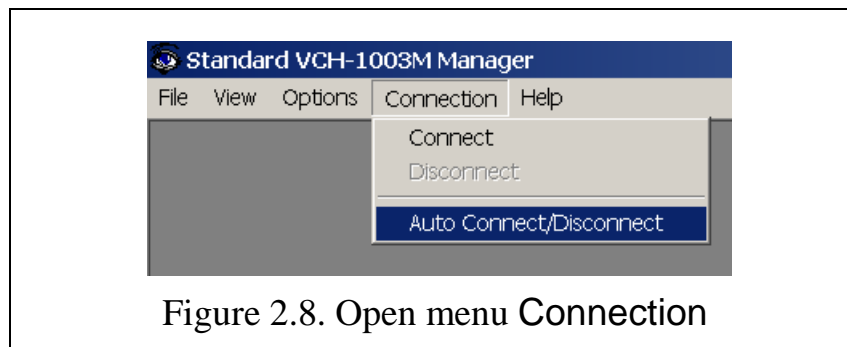 Standard VCH-1003M Manager
File View Options Connection Help
Connect
Disconnect
Auto Connect/Disconnect
Figure 2.8. Open menu Connection